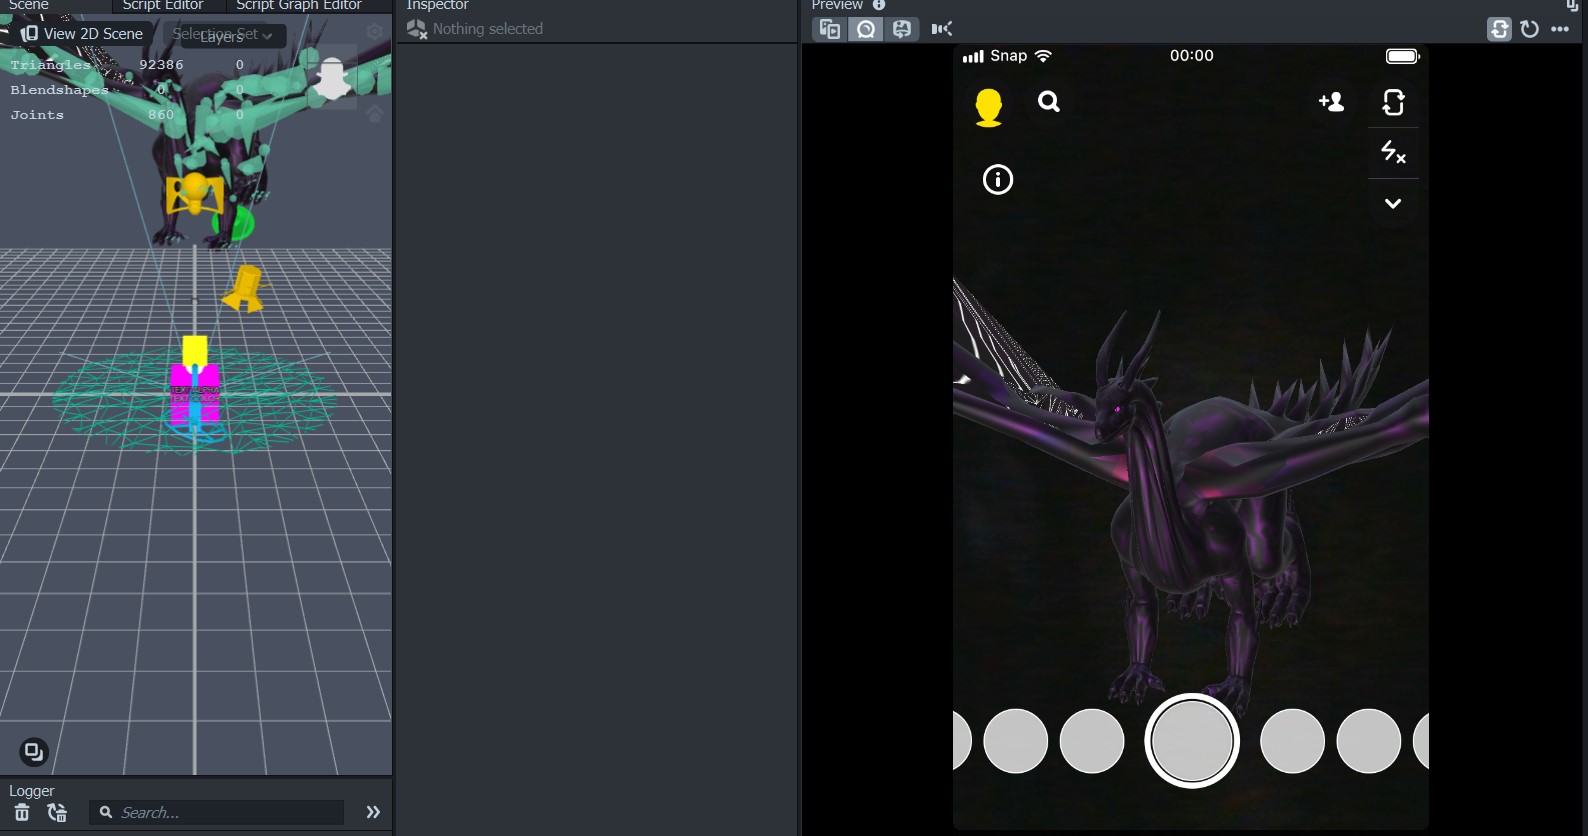 Scene
Script Editor
Script Graph Editor
Inspector
Preview
View 2D Scene
Selection Set
Layers
Nothing selected
Triangles 92386 0
Blendshapes 0 0
Joints 860 0
Snap
00:00
Logger
Search...